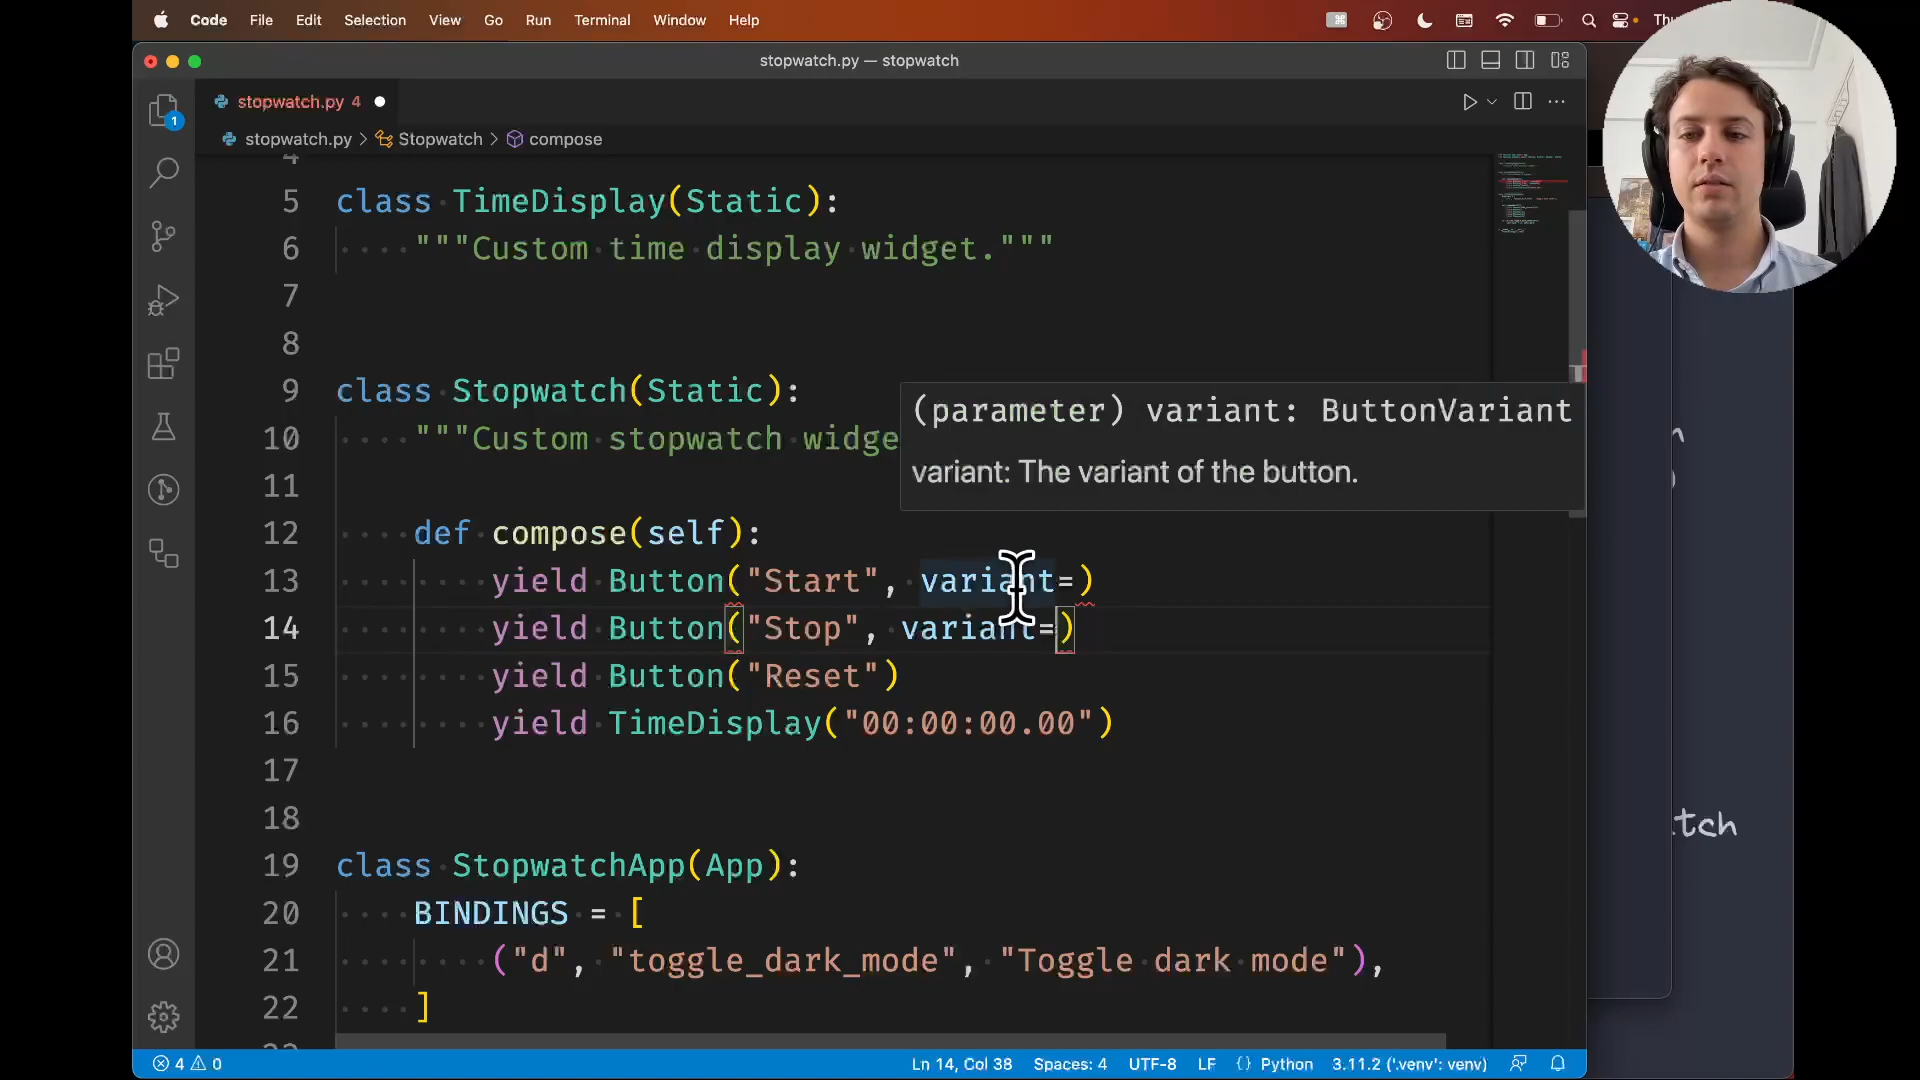 Code File Edit Selection View Go Run Terminal Window Help
stopwatch.py — stopwatch
stopwatch.py 4
stopwatch.py > Stopwatch > compose
1
5 class TimeDisplay(Static):
6 """Custom time display widget."""
7
8
9 class Stopwatch(Static):
10 """Custom stopwatch widge
(parameter) variant: ButtonVariant
variant: The variant of the button.
11
12 def compose(self):
13 yield Button("Start", variant=)
14 yield Button("Stop", variant=)
15 yield Button("Reset")
16 yield TimeDisplay("00:00:00.00")
17
18
19 class StopwatchApp(App):
20 BINDINGS = [
21 ("d", "toggle_dark_mode", "Toggle dark mode"),
22 ]
tch
4 0 Ln 14, Col 38 Spaces: 4 UTF-8 LF {} Python 3.11.2 ('.venv': venv)